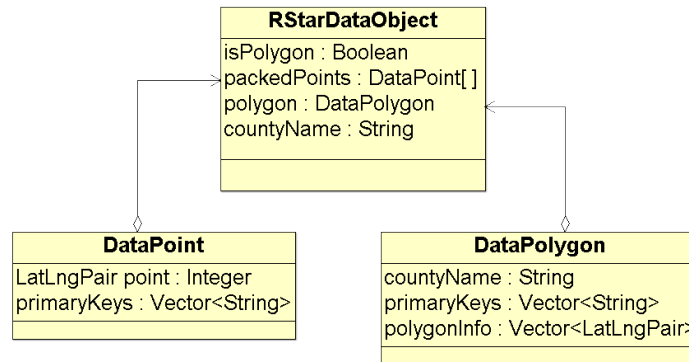 RStarDataObject
isPolygon : Boolean
packedPoints : DataPoint[ ]
polygon : DataPolygon
countyName : String
DataPoint
LatLngPair point : Integer
primaryKeys : Vector<String>
DataPolygon
countyName : String
primaryKeys : Vector<String>
polygonInfo : Vector<LatLngPair>